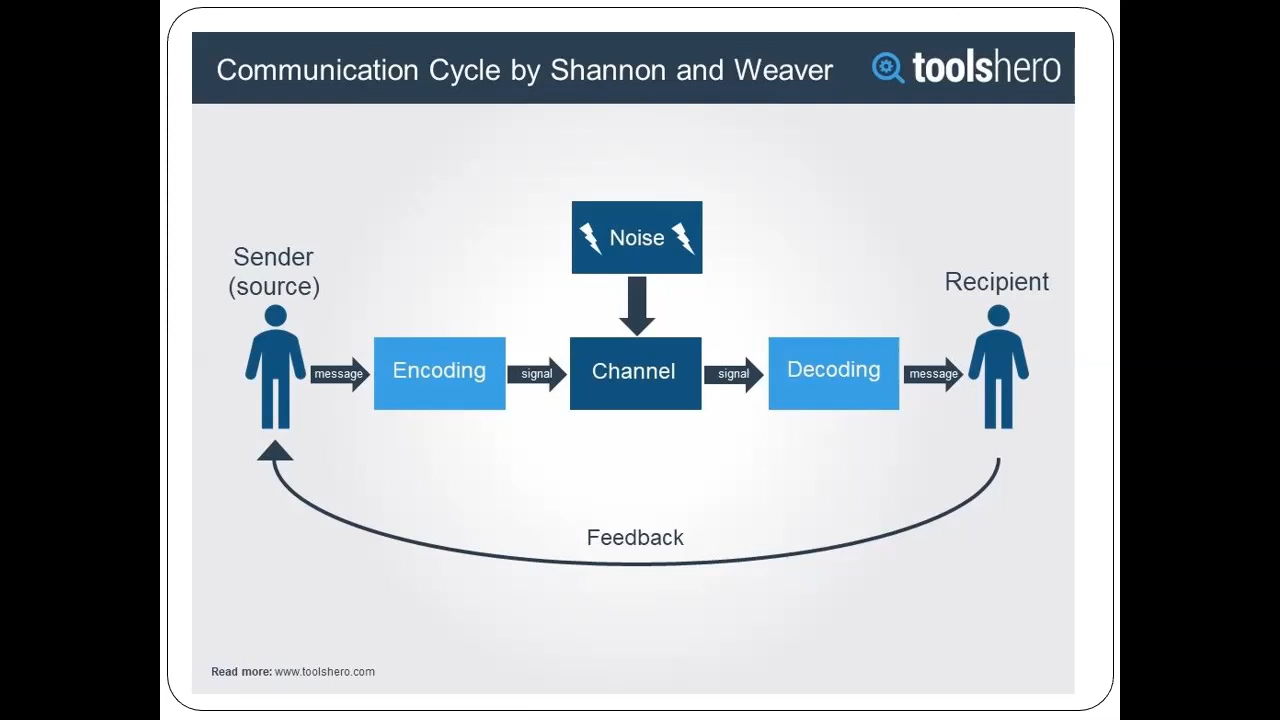 Communication Cycle by Shannon and Weaver
toolshero
Noise
Sender
(source)
Recipient
message
Encoding
signal
Channel
signal
Decoding
message
Feedback
Read more: www.toolshero.com